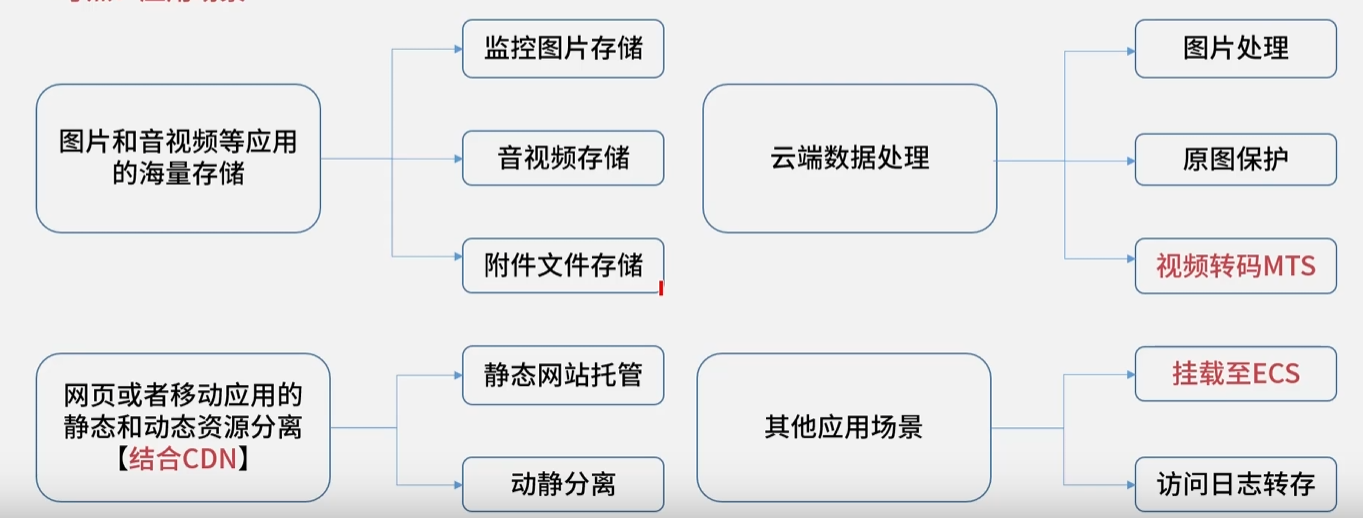 监控图片存储
图片和音视频等应用
的海量存储
音视频存储
附件文件存储
图片处理
云端数据处理
原图保护
视频转码MTS
静态网站托管
网页或者移动应用的
静态和动态资源分离
【结合CDN】
动静分离
挂载至ECS
其他应用场景
访问日志转存